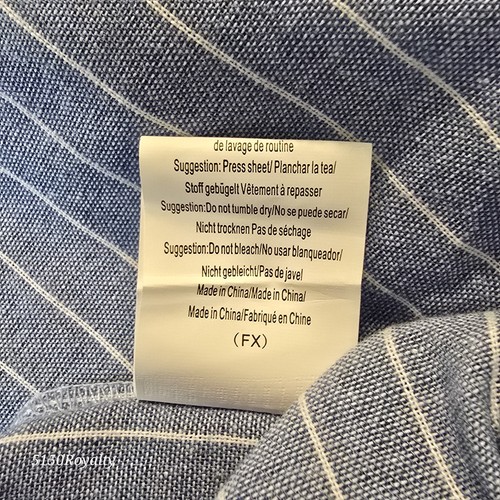 de lavage de routine
Suggestion: Press sheet/ Planchar la tea/
Stoff gebügelt Vêtement à repasser
Suggestion:Do not tumble dry/No se puede secar/
Nicht trocknen Pas de séchage
Suggestion:Do not bleach/No usar blanqueador/
Nicht gebleicht/Pas de javel
Made in China/Made in China/
Made in China/Fabriqué en Chine
(FX)
5150Royalty